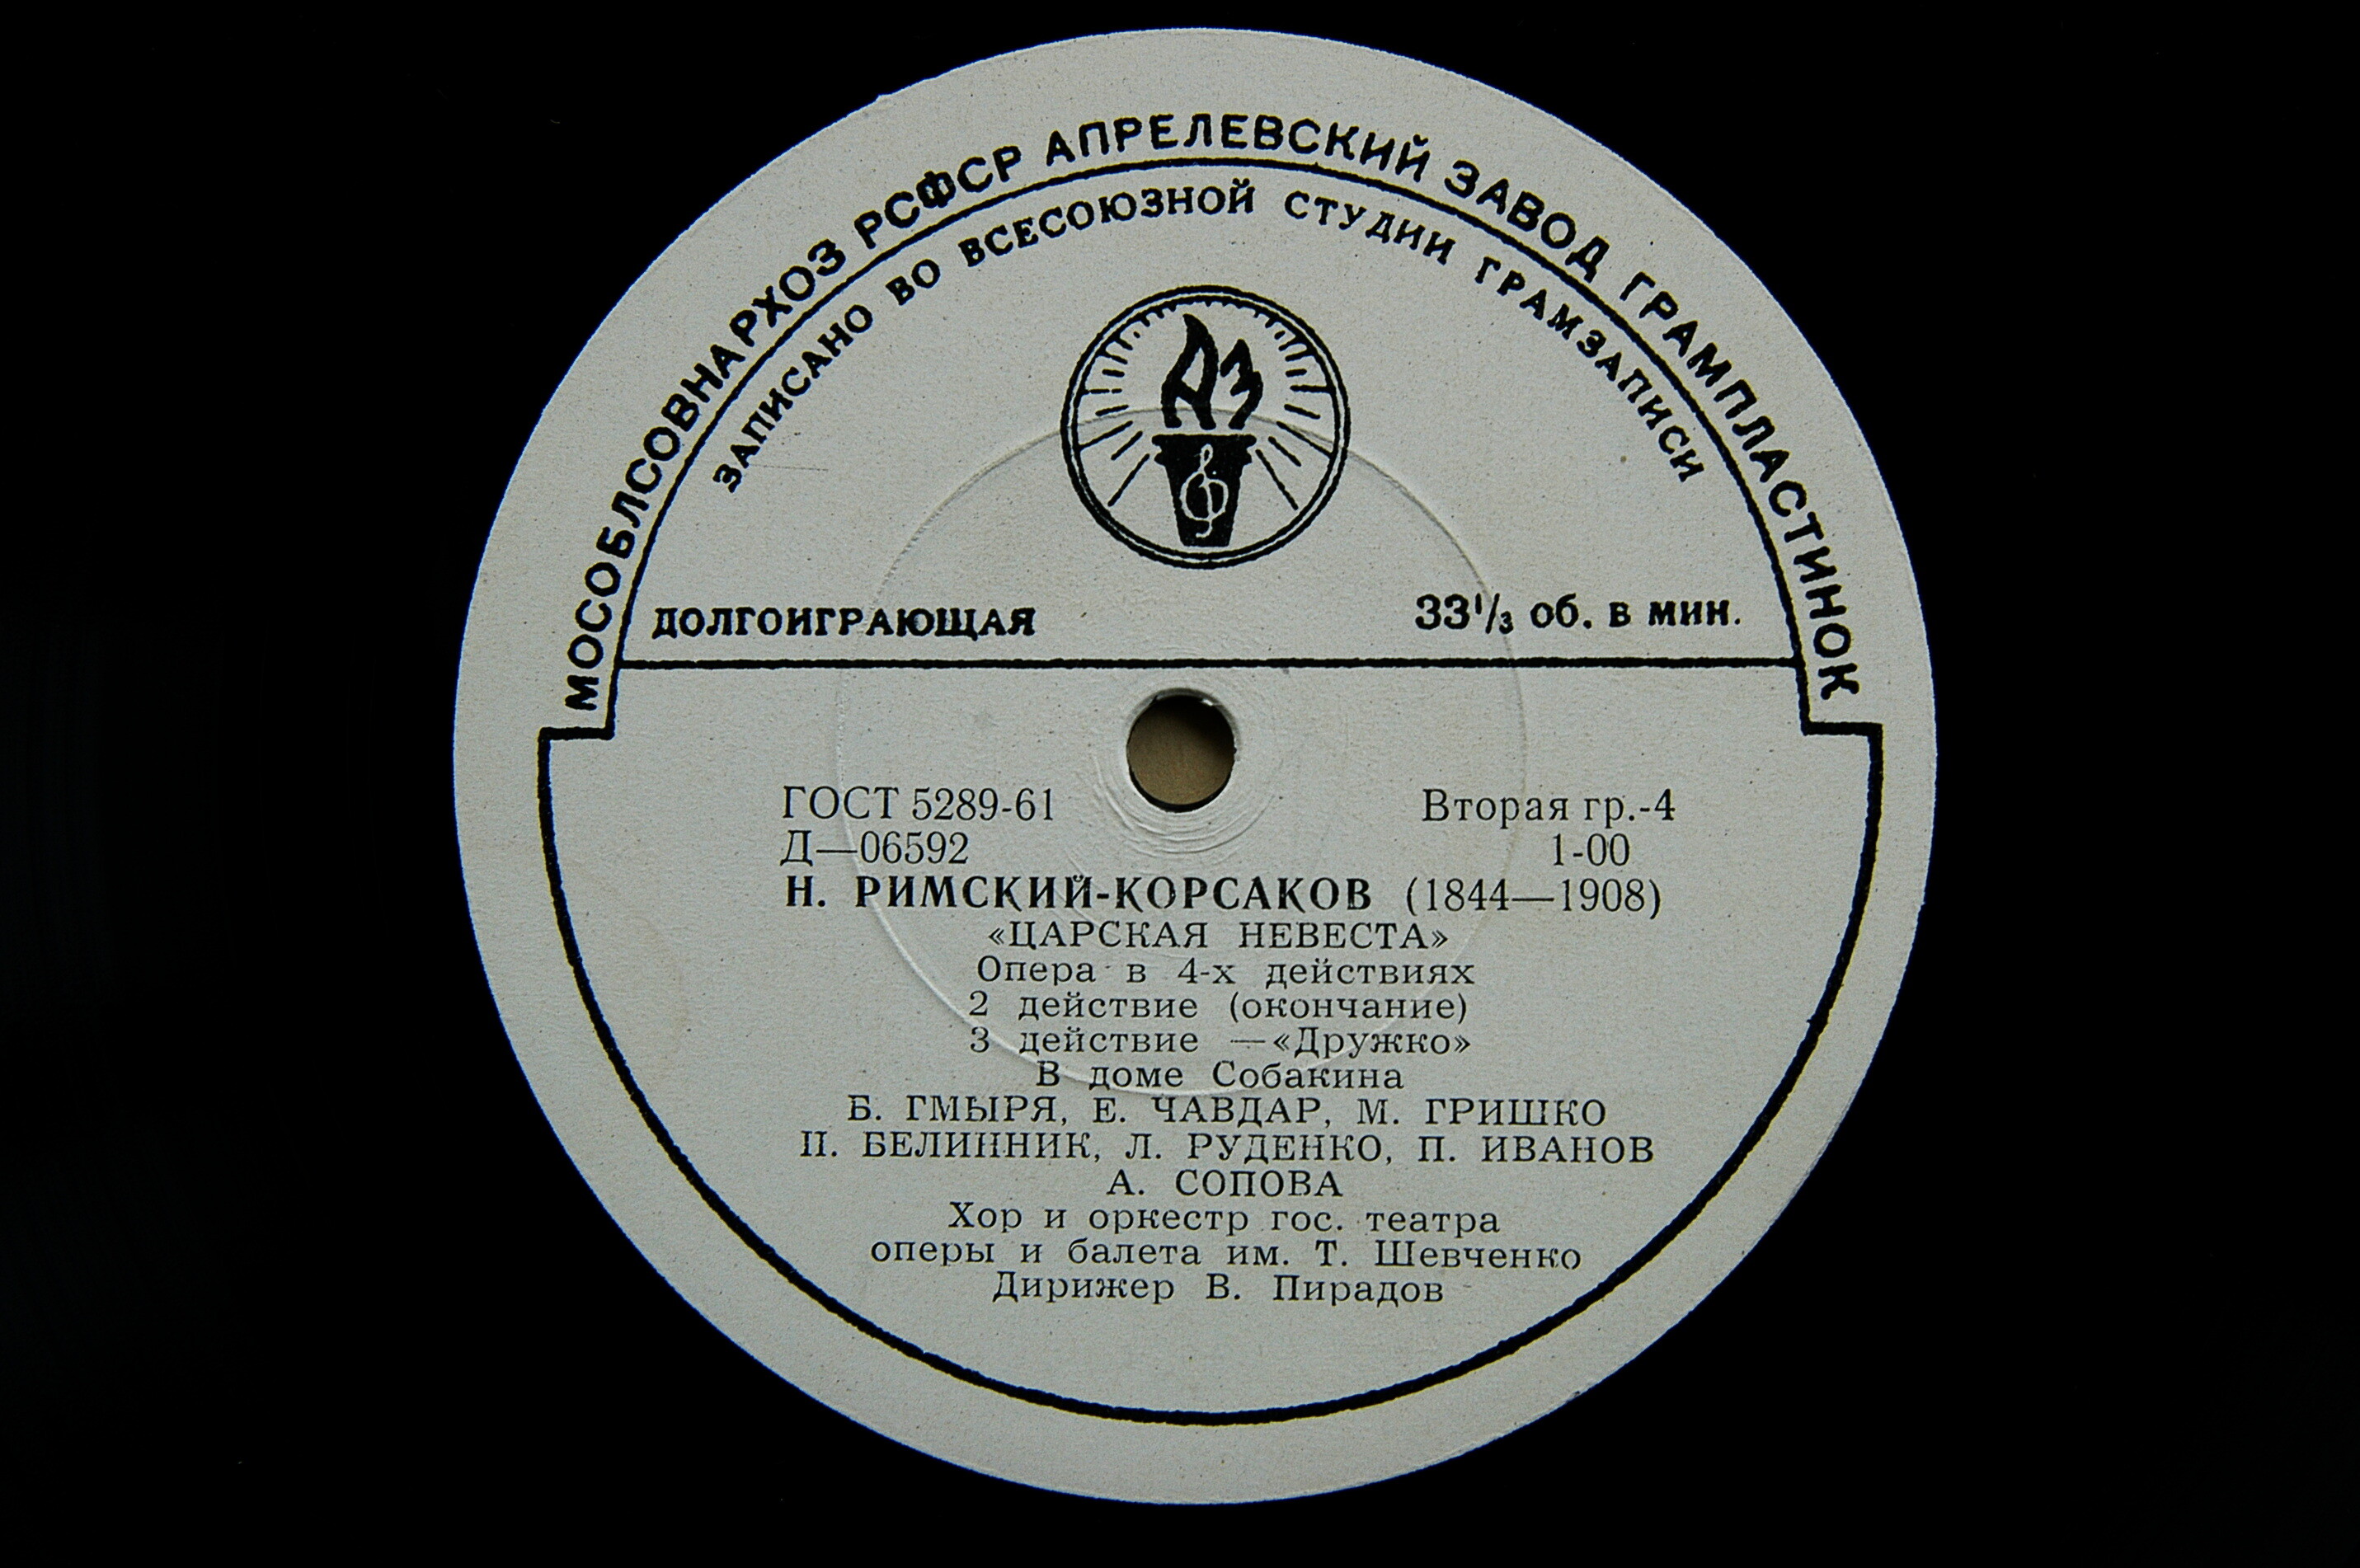 МОСОБЛСОВНАРХОЗ РСФСР АПРЕЛЕВСКИЙ ЗАВОД ГРАМПЛАСТИНОК
ЗАПИСАНО ВО ВСЕСОЮЗНОЙ СТУДИИ ГРАМЗАПИСИ
АЗ
ДОЛГОИГРАЮЩАЯ 33 1/3 об. в мин.
ГОСТ 5289-61 Вторая гр.-4
Д—06592 1-00
Н. РИМСКИЙ-КОРСАКОВ (1844—1908)
«ЦАРСКАЯ НЕВЕСТА»
Опера в 4-х действиях
2 действие (окончание)
3 действие —«Дружко»
В доме Собакина
Б. ГМЫРЯ, Е. ЧАВДАР, М. ГРИШКО
П. БЕЛИННИК, Л. РУДЕНКО, П. ИВАНОВ
А. СОПОВА
Хор и оркестр гос. театра
оперы и балета им. Т. Шевченко
Дирижер В. Пирадов